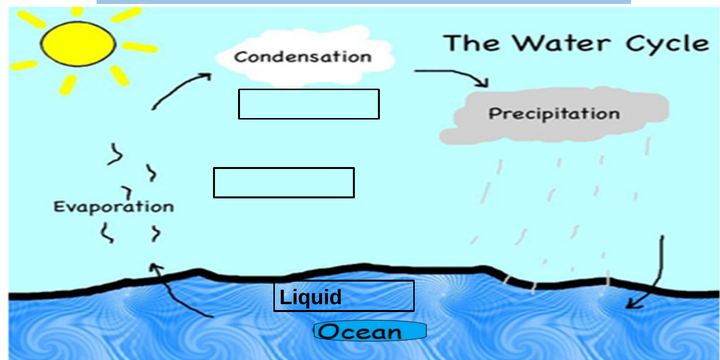 The Water Cycle
Condensation
Precipitation
Evaporation
Liquid
Ocean